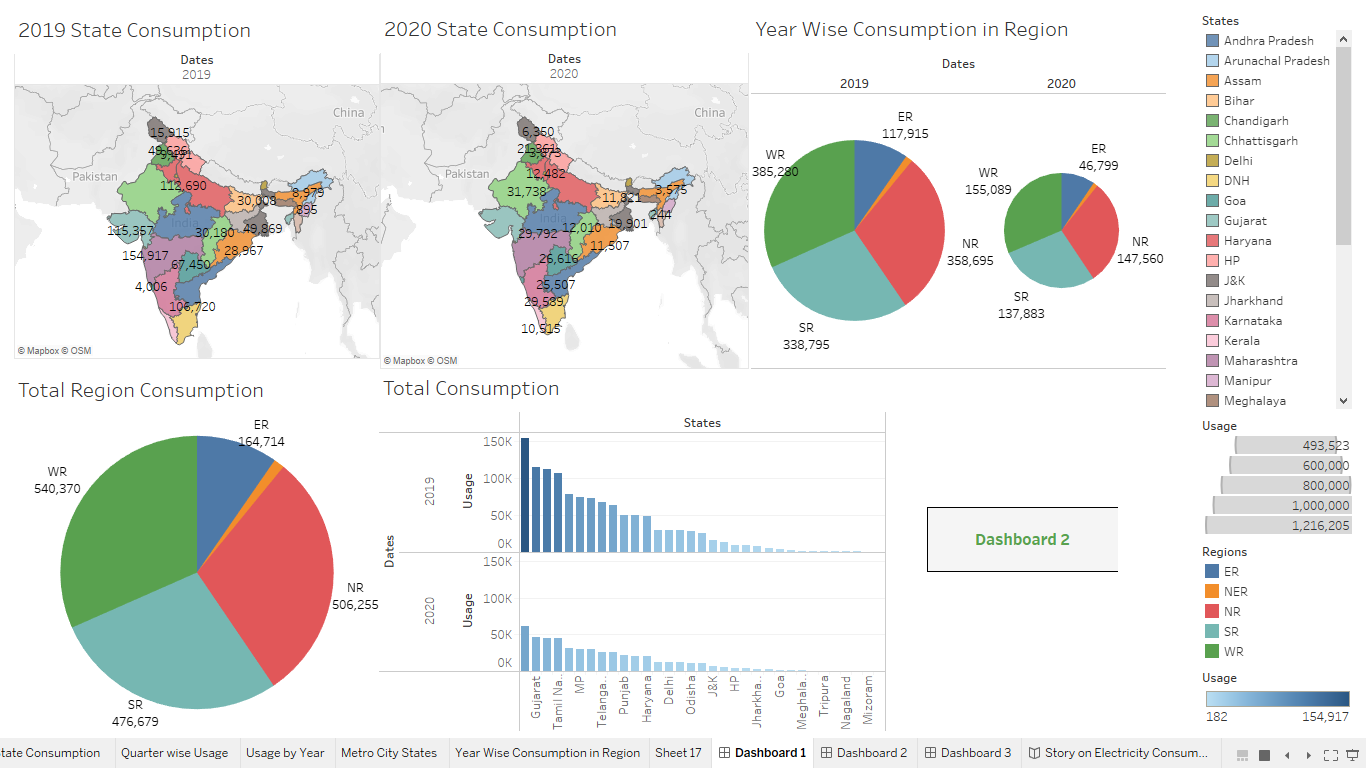 2019 State Consumption
Dates
2019
China
Pakistan
India
15,915
49,636
9,491
112,690
30,008
8,979
895
115,357
30,180
49,869
28,967
154,917
67,450
4,006
106,720
© Mapbox © OSM
2020 State Consumption
Dates
2020
China
Pakistan
India
6,350
21,361
3,675
12,482
31,738
11,821
3,575
244
29,792
12,010
19,901
11,507
26,616
25,507
29,589
10,515
© Mapbox © OSM
Year Wise Consumption in Region
Dates
2019
2020
ER
117,915
WR
385,280
NR
358,695
SR
338,795
ER
46,799
WR
155,089
NR
147,560
SR
137,883
Total Region Consumption
ER
164,714
WR
540,370
NR
506,255
SR
476,679
Total Consumption
States
Dates
2019
Usage
150K
100K
50K
0K
2020
Usage
150K
100K
50K
0K
Gujarat
Tamil Na..
MP
Telanga..
Punjab
Haryana
Delhi
Odisha
J&K
HP
Jharkha..
Goa
Meghala..
Tripura
Nagaland
Mizoram
Dashboard 2
States
Andhra Pradesh
Arunachal Pradesh
Assam
Bihar
Chandigarh
Chhattisgarh
Delhi
DNH
Goa
Gujarat
Haryana
HP
J&K
Jharkhand
Karnataka
Kerala
Maharashtra
Manipur
Meghalaya
Usage
493,523
600,000
800,000
1,000,000
1,216,205
Regions
ER
NER
NR
SR
WR
Usage
182 154,917
tate Consumption Quarter wise Usage Usage by Year Metro City States Year Wise Consumption in Region Sheet 17 Dashboard 1 Dashboard 2 Dashboard 3 Story on Electricity Consum...